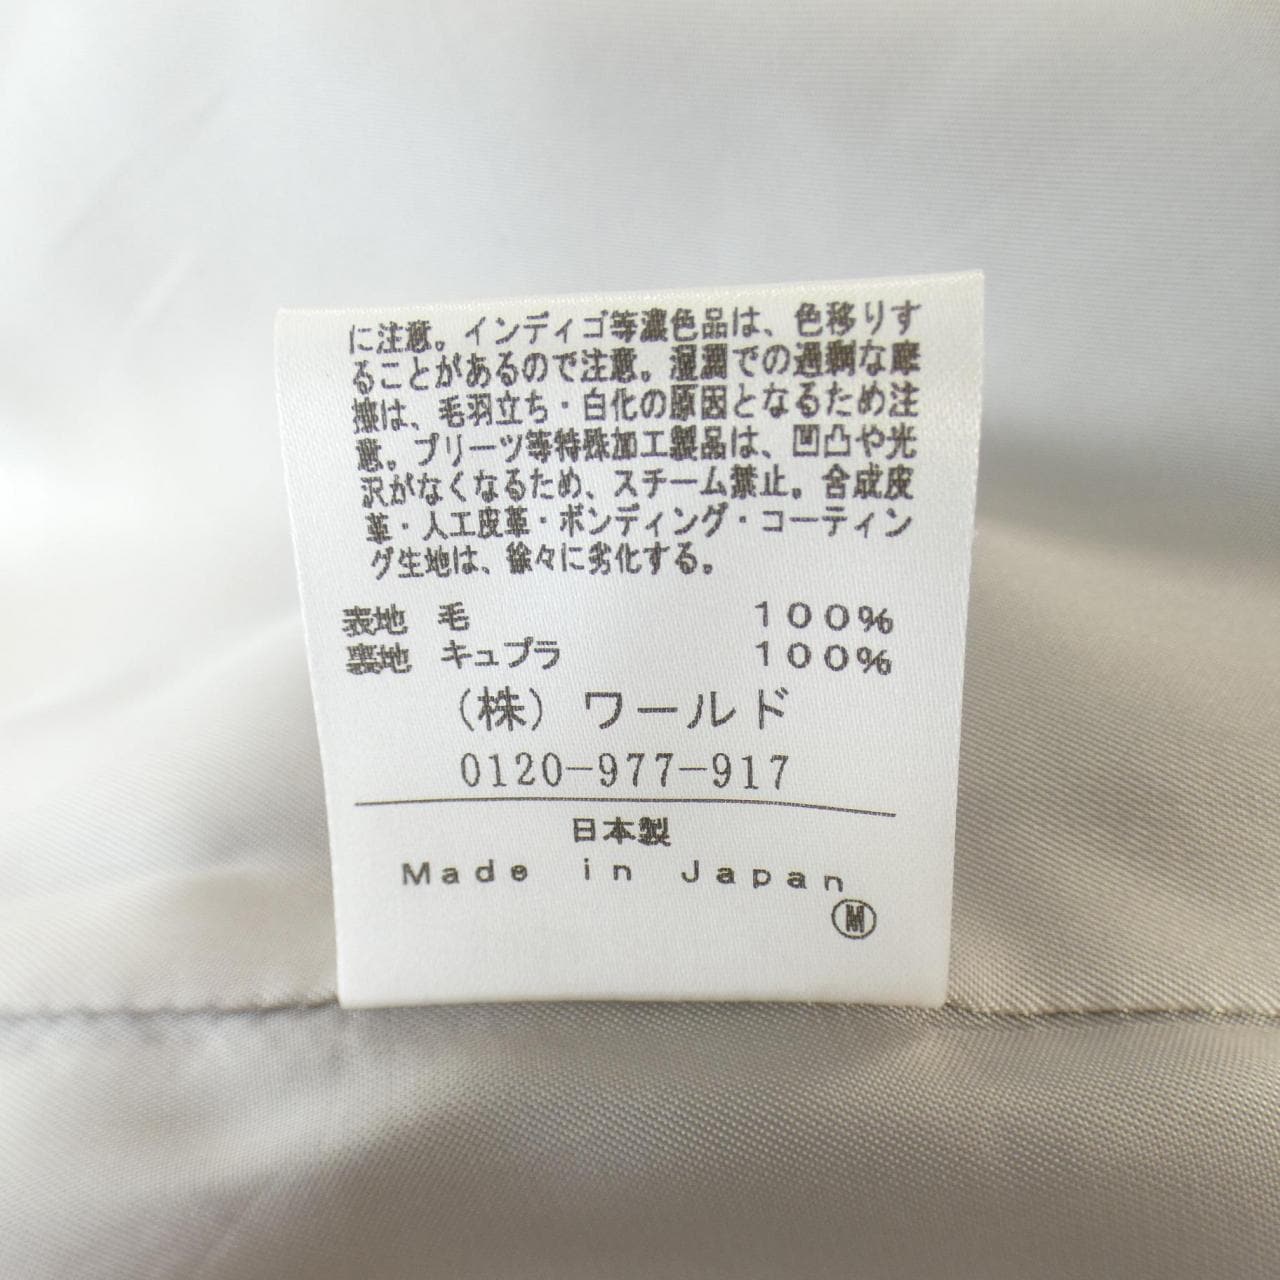 に注意。インディゴ等濃色品は、色移りす
ることがあるので注意。湿潤での過剰な摩
擦は、毛羽立ち・白化の原因となるため注
意。プリーツ等特殊加工製品は、凹凸や光
沢がなくなるため、スチーム禁止。合成皮
革・人工皮革・ボンディング・コーティン
グ生地は、徐々に劣化する。
表地 毛 100%
裏地 キュプラ 100%
(株) ワールド
0120-977-917
日本製
Made in Japan
Ⓜ